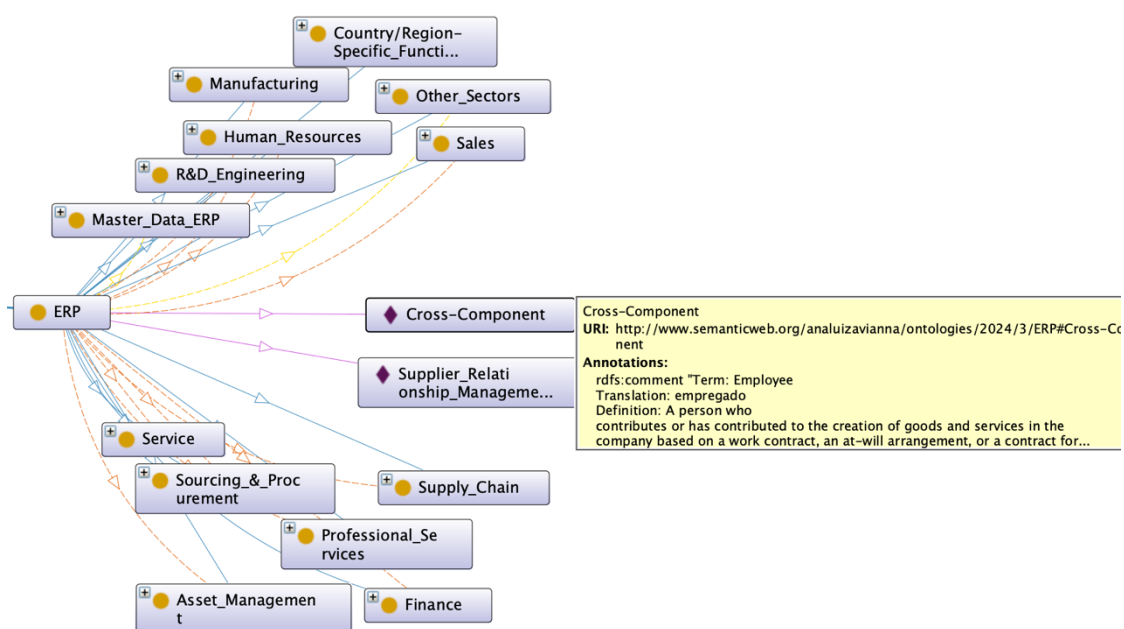 Country/Region-
Specific_Functi...
Manufacturing
Other_Sectors
Human_Resources
Sales
R&D_Engineering
Master_Data_ERP
ERP
Cross-Component
Supplier_Relati
onship_Manageme...
Cross-Component
URI: http://www.semanticweb.org/analuizavianna/ontologies/2024/3/ERP#Cross-Co
nent
Annotations:
rdfs:comment "Term: Employee
Translation: empregado
Definition: A person who
contributes or has contributed to the creation of goods and services in the
company based on a work contract, an at-will arrangement, or a contract for...
Service
Sourcing_&_Proc
urement
Supply_Chain
Professional_Se
rvices
Asset_Managemen
t
Finance